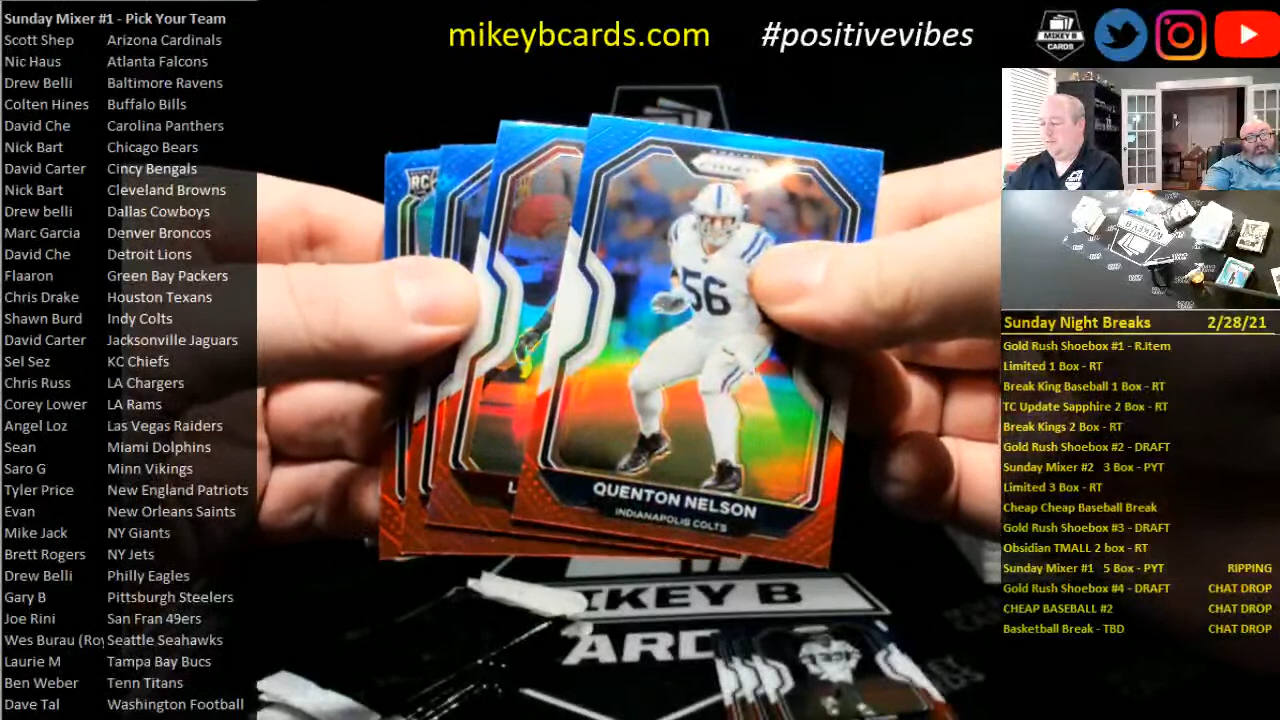 Sunday Mixer #1 - Pick Your Team
Scott Shep Arizona Cardinals
Nic Haus Atlanta Falcons
Drew Belli Baltimore Ravens
Colten Hines Buffalo Bills
David Che Carolina Panthers
Nick Bart Chicago Bears
David Carter Cincy Bengals
Nick Bart Cleveland Browns
Drew belli Dallas Cowboys
Marc Garcia Denver Broncos
David Che Detroit Lions
Flaaron Green Bay Packers
Chris Drake Houston Texans
Shawn Burd Indy Colts
David Carter Jacksonville Jaguars
Sel Sez KC Chiefs
Chris Russ LA Chargers
Corey Lower LA Rams
Angel Loz Las Vegas Raiders
Sean Miami Dolphins
Saro G Minn Vikings
Tyler Price New England Patriots
Evan New Orleans Saints
Mike Jack NY Giants
Brett Rogers NY Jets
Drew Belli Philly Eagles
Gary B Pittsburgh Steelers
Joe Rini San Fran 49ers
Wes Burau (Roy Seattle Seahawks
Laurie M Tampa Bay Bucs
Ben Weber Tenn Titans
Dave Tal Washington Football
mikeybcards.com #positivevibes
MIKEY B
CARDS
RC
PRIZM
56
QUENTON NELSON
INDIANAPOLIS COLTS
L
IKEY B
ARD
Sunday Night Breaks 2/28/21
Gold Rush Shoebox #1 - R.Item
Limited 1 Box - RT
Break King Baseball 1 Box - RT
TC Update Sapphire 2 Box - RT
Break Kings 2 Box - RT
Gold Rush Shoebox #2 - DRAFT
Sunday Mixer #2 3 Box - PYT
Limited 3 Box - RT
Cheap Cheap Baseball Break
Gold Rush Shoebox #3 - DRAFT
Obsidian TMALL 2 box - RT
Sunday Mixer #1 5 Box - PYT RIPPING
Gold Rush Shoebox #4 - DRAFT CHAT DROP
CHEAP BASEBALL #2 CHAT DROP
Basketball Break - TBD CHAT DROP